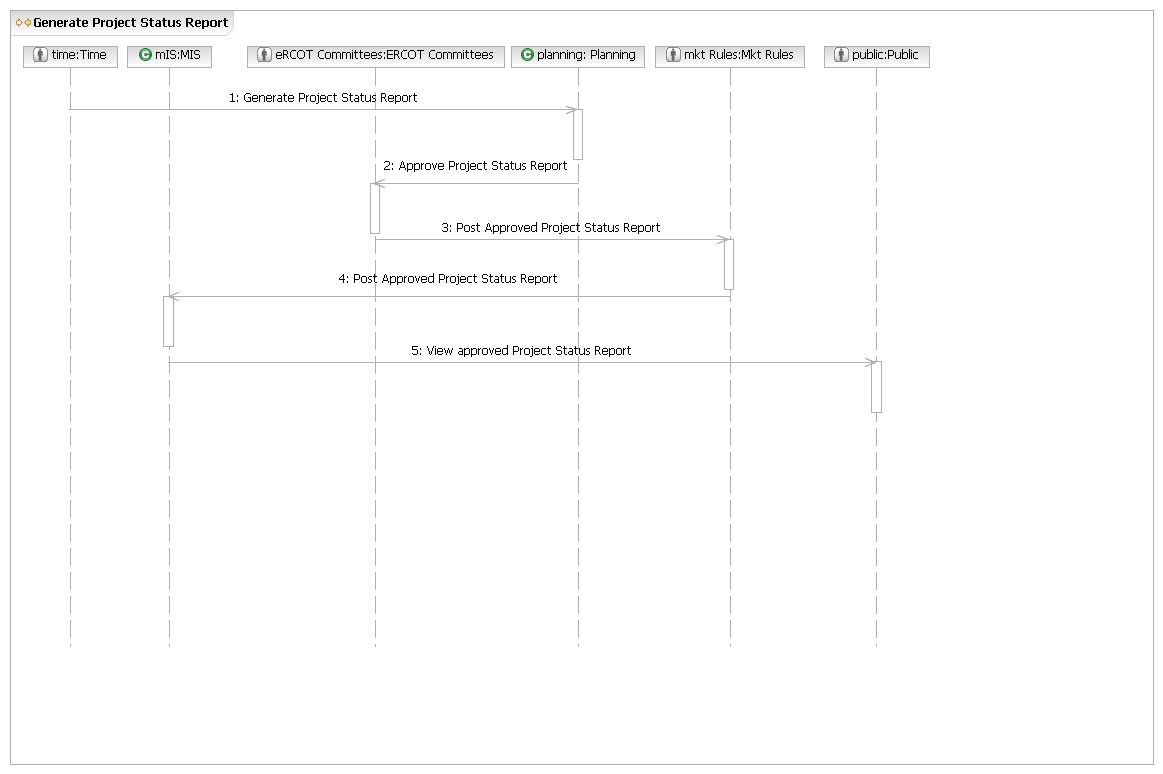 Generate Project Status Report
time:Time
mIS:MIS
eRCOT Committees:ERCOT Committees
planning: Planning
mkt Rules:Mkt Rules
public:Public
1: Generate Project Status Report
2: Approve Project Status Report
3: Post Approved Project Status Report
4: Post Approved Project Status Report
5: View approved Project Status Report